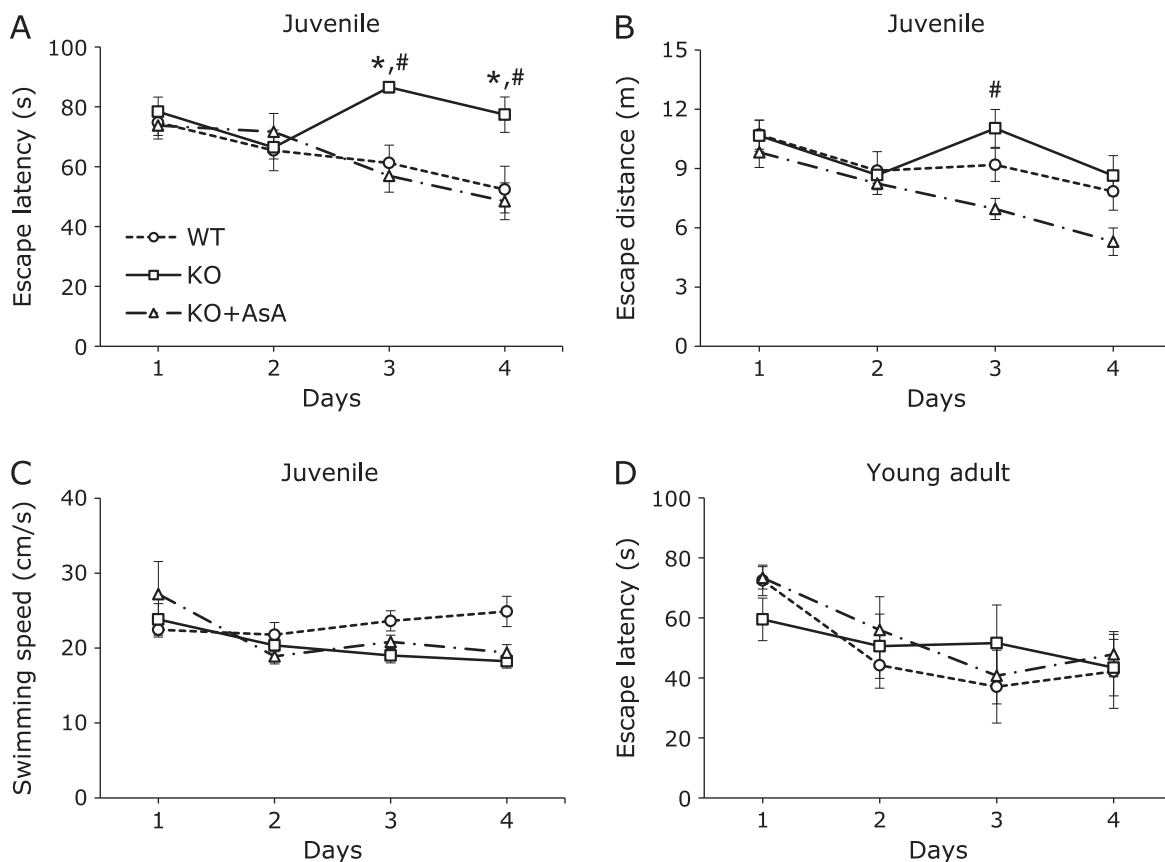 A
Juvenile
Escape latency (s)
100
80
60
40
20
0
*,#
*,#
WT
KO
KO+AsA
1 2 3 4
Days
B
Juvenile
Escape distance (m)
15
12
9
6
3
0
#
1 2 3 4
Days
C
Juvenile
Swimming speed (cm/s)
40
30
20
10
0
1 2 3 4
Days
D
Young adult
Escape latency (s)
100
80
60
40
20
0
1 2 3 4
Days